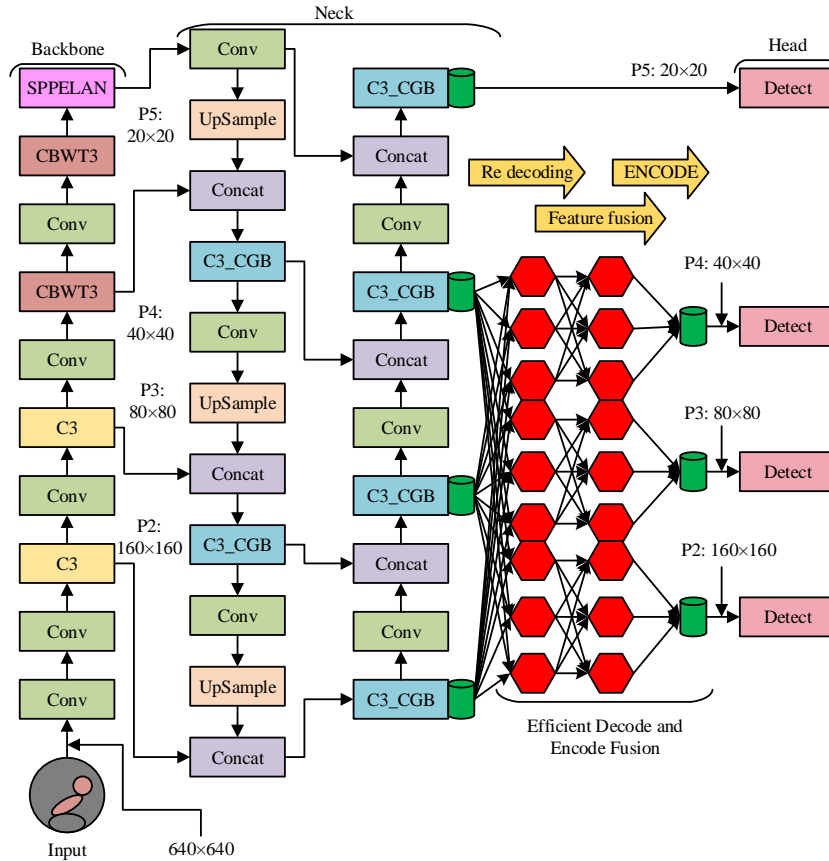 Neck
Backbone
Head
SPPELAN
CBWT3
Conv
CBWT3
Conv
C3
Conv
C3
Conv
Conv
Input
640×640
P5:
20×20
P4:
40×40
P3:
80×80
P2:
160×160
Conv
UpSample
Concat
C3_CGB
Conv
UpSample
Concat
C3_CGB
Conv
UpSample
Concat
C3_CGB
Concat
Conv
C3_CGB
Concat
Conv
C3_CGB
Concat
Conv
C3_CGB
P5: 20×20
Detect
Re decoding
ENCODE
Feature fusion
P4: 40×40
Detect
P3: 80×80
Detect
P2: 160×160
Detect
Efficient Decode and
Encode Fusion